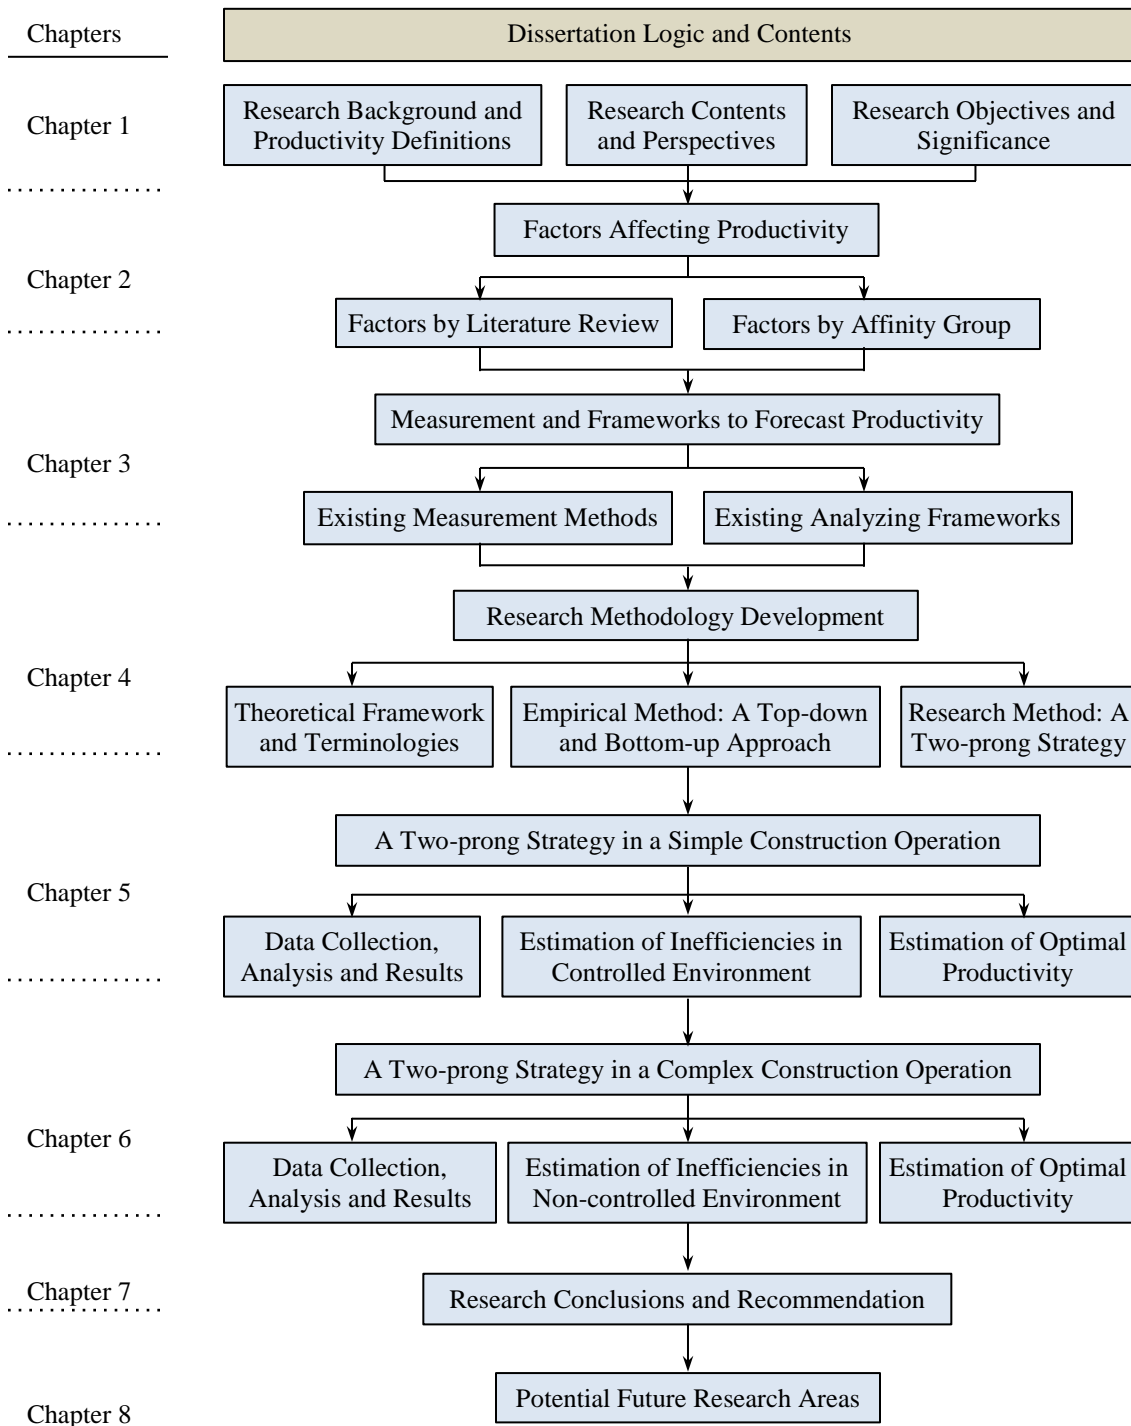 Chapters
Dissertation Logic and Contents
Chapter 1
Research Background and
Productivity Definitions
Research Contents
and Perspectives
Research Objectives and
Significance
Factors Affecting Productivity
Chapter 2
Factors by Literature Review
Factors by Affinity Group
Measurement and Frameworks to Forecast Productivity
Chapter 3
Existing Measurement Methods
Existing Analyzing Frameworks
Research Methodology Development
Chapter 4
Theoretical Framework
and Terminologies
Empirical Method: A Top-down
and Bottom-up Approach
Research Method: A
Two-prong Strategy
A Two-prong Strategy in a Simple Construction Operation
Chapter 5
Data Collection,
Analysis and Results
Estimation of Inefficiencies in
Controlled Environment
Estimation of Optimal
Productivity
A Two-prong Strategy in a Complex Construction Operation
Chapter 6
Data Collection,
Analysis and Results
Estimation of Inefficiencies in
Non-controlled Environment
Estimation of Optimal
Productivity
Chapter 7
Research Conclusions and Recommendation
Potential Future Research Areas
Chapter 8